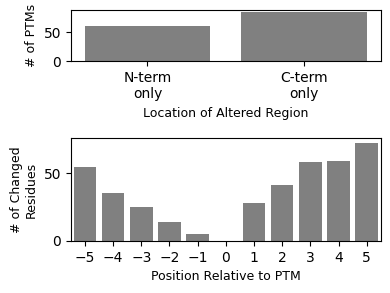 # of PTMs
50
0
N-term
only
C-term
only
Location of Altered Region
# of Changed
Residues
50
0
−5 −4 −3 −2 −1 0 1 2 3 4 5
Position Relative to PTM